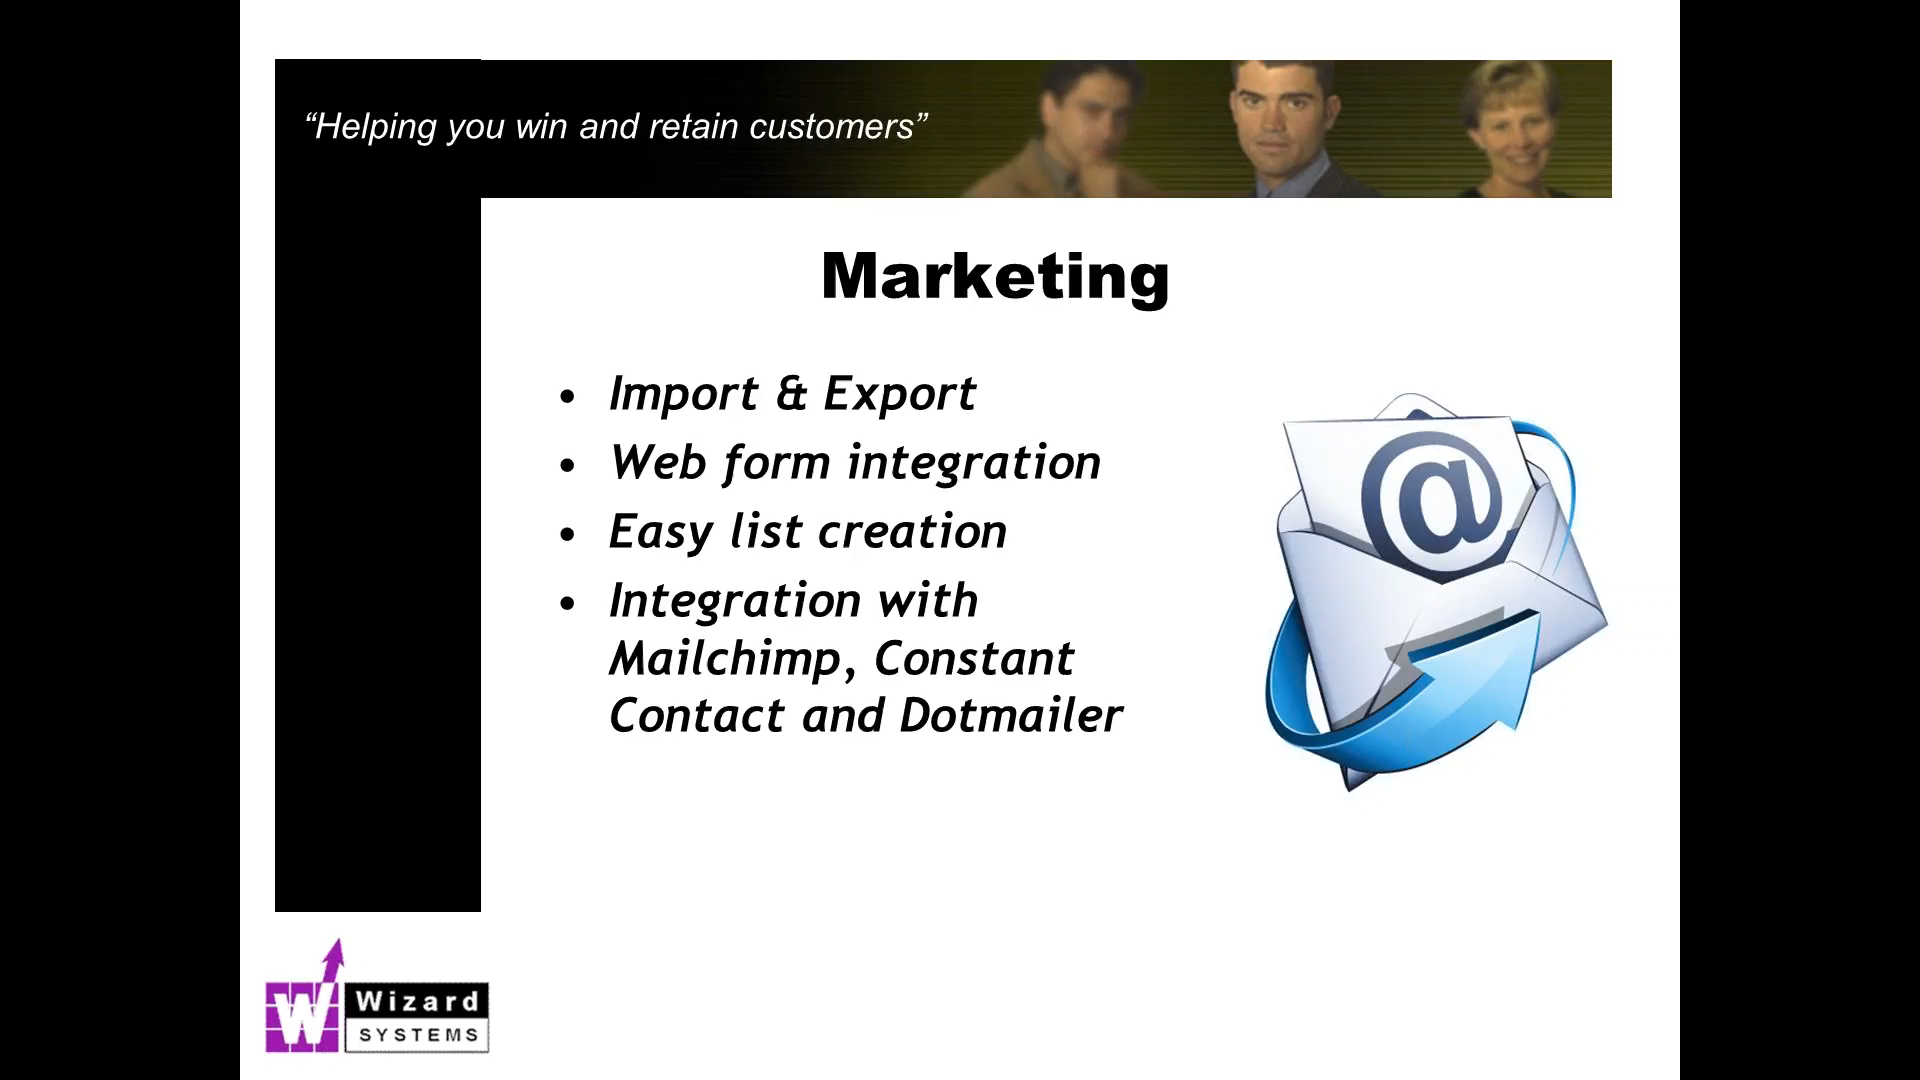 “Helping you win and retain customers”
Marketing
• Import & Export
• Web form integration
• Easy list creation
• Integration with
Mailchimp, Constant
Contact and Dotmailer
@
W Wizard
SYSTEMS